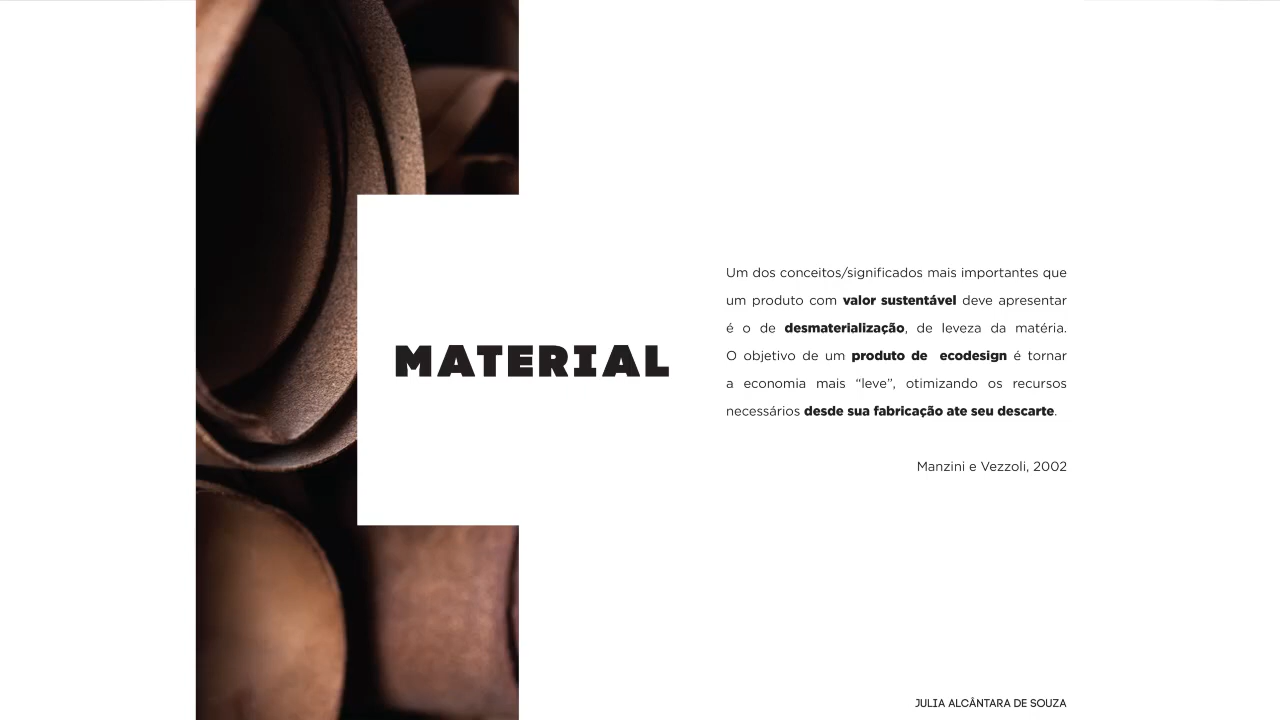 MATERIAL
Um dos conceitos/significados mais importantes que
um produto com valor sustentável deve apresentar
é o de desmaterialização, de leveza da matéria.
O objetivo de um produto de ecodesign é tornar
a economia mais “leve”, otimizando os recursos
necessários desde sua fabricação ate seu descarte.
Manzini e Vezzoli, 2002
JULIA ALCÂNTARA DE SOUZA